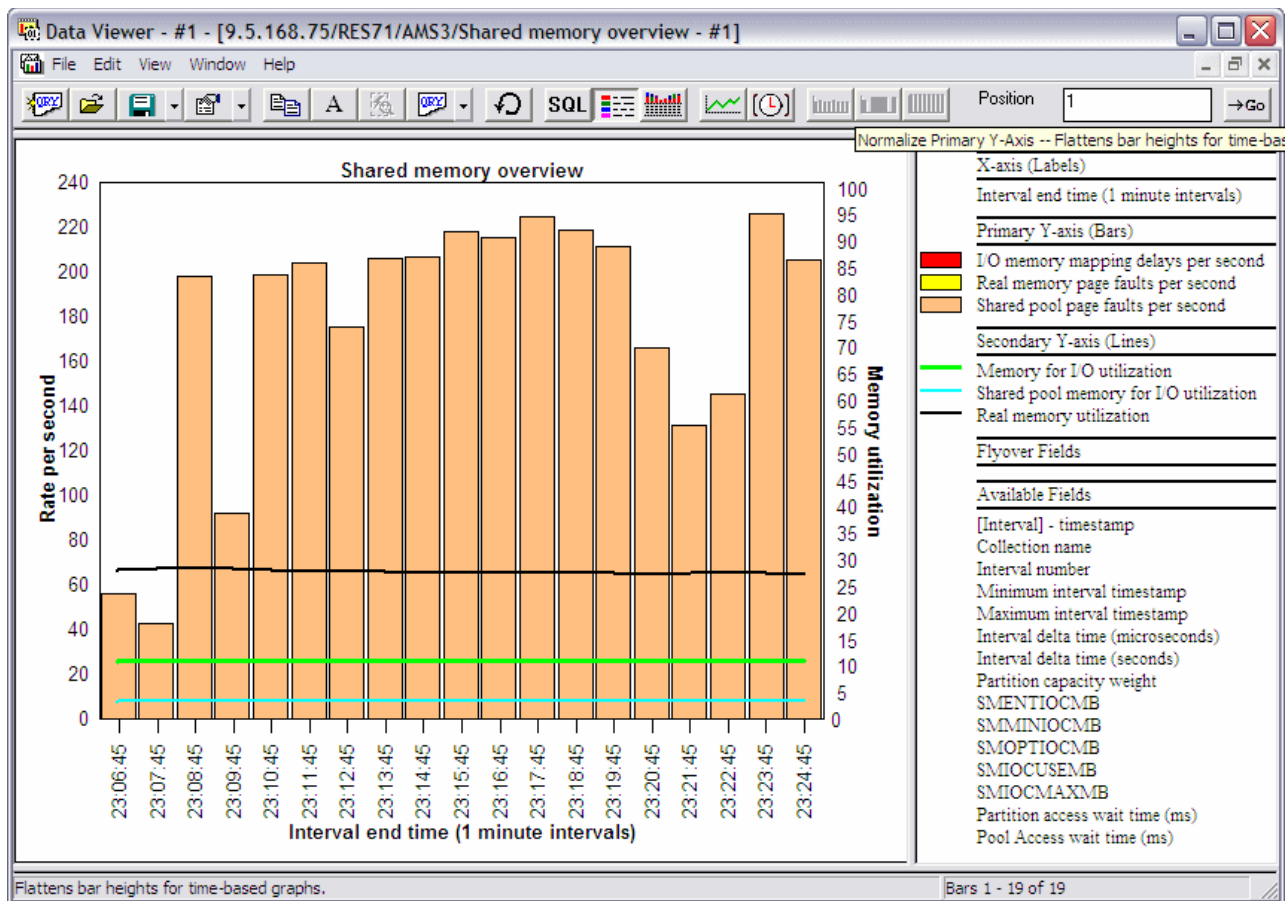 Data Viewer - #1 - [9.5.168.75/RES71/AMS3/Shared memory overview - #1]
File Edit View Window Help
QRY A QRY SQL Position 1 Go
Normalize Primary Y-Axis -- Flattens bar heights for time-bas
Shared memory overview
240
220
200
180
160
140
120
100
80
60
40
20
0
Rate per second
100
95
90
85
80
75
70
65
60
55
50
45
40
35
30
25
20
15
10
5
0
Memory utilization
23:06:45
23:07:45
23:08:45
23:09:45
23:10:45
23:11:45
23:12:45
23:13:45
23:14:45
23:15:45
23:16:45
23:17:45
23:18:45
23:19:45
23:20:45
23:21:45
23:22:45
23:23:45
23:24:45
Interval end time (1 minute intervals)
X-axis (Labels)
Interval end time (1 minute intervals)
Primary Y-axis (Bars)
I/O memory mapping delays per second
Real memory page faults per second
Shared pool page faults per second
Secondary Y-axis (Lines)
Memory for I/O utilization
Shared pool memory for I/O utilization
Real memory utilization
Flyover Fields
Available Fields
[Interval] - timestamp
Collection name
Interval number
Minimum interval timestamp
Maximum interval timestamp
Interval delta time (microseconds)
Interval delta time (seconds)
Partition capacity weight
SMENTIOCMB
SMMINIOCMB
SMOPTIOCMB
SMIOCUSEMB
SMIOCMAXMB
Partition access wait time (ms)
Pool Access wait time (ms)
Flattens bar heights for time-based graphs.
Bars 1 - 19 of 19